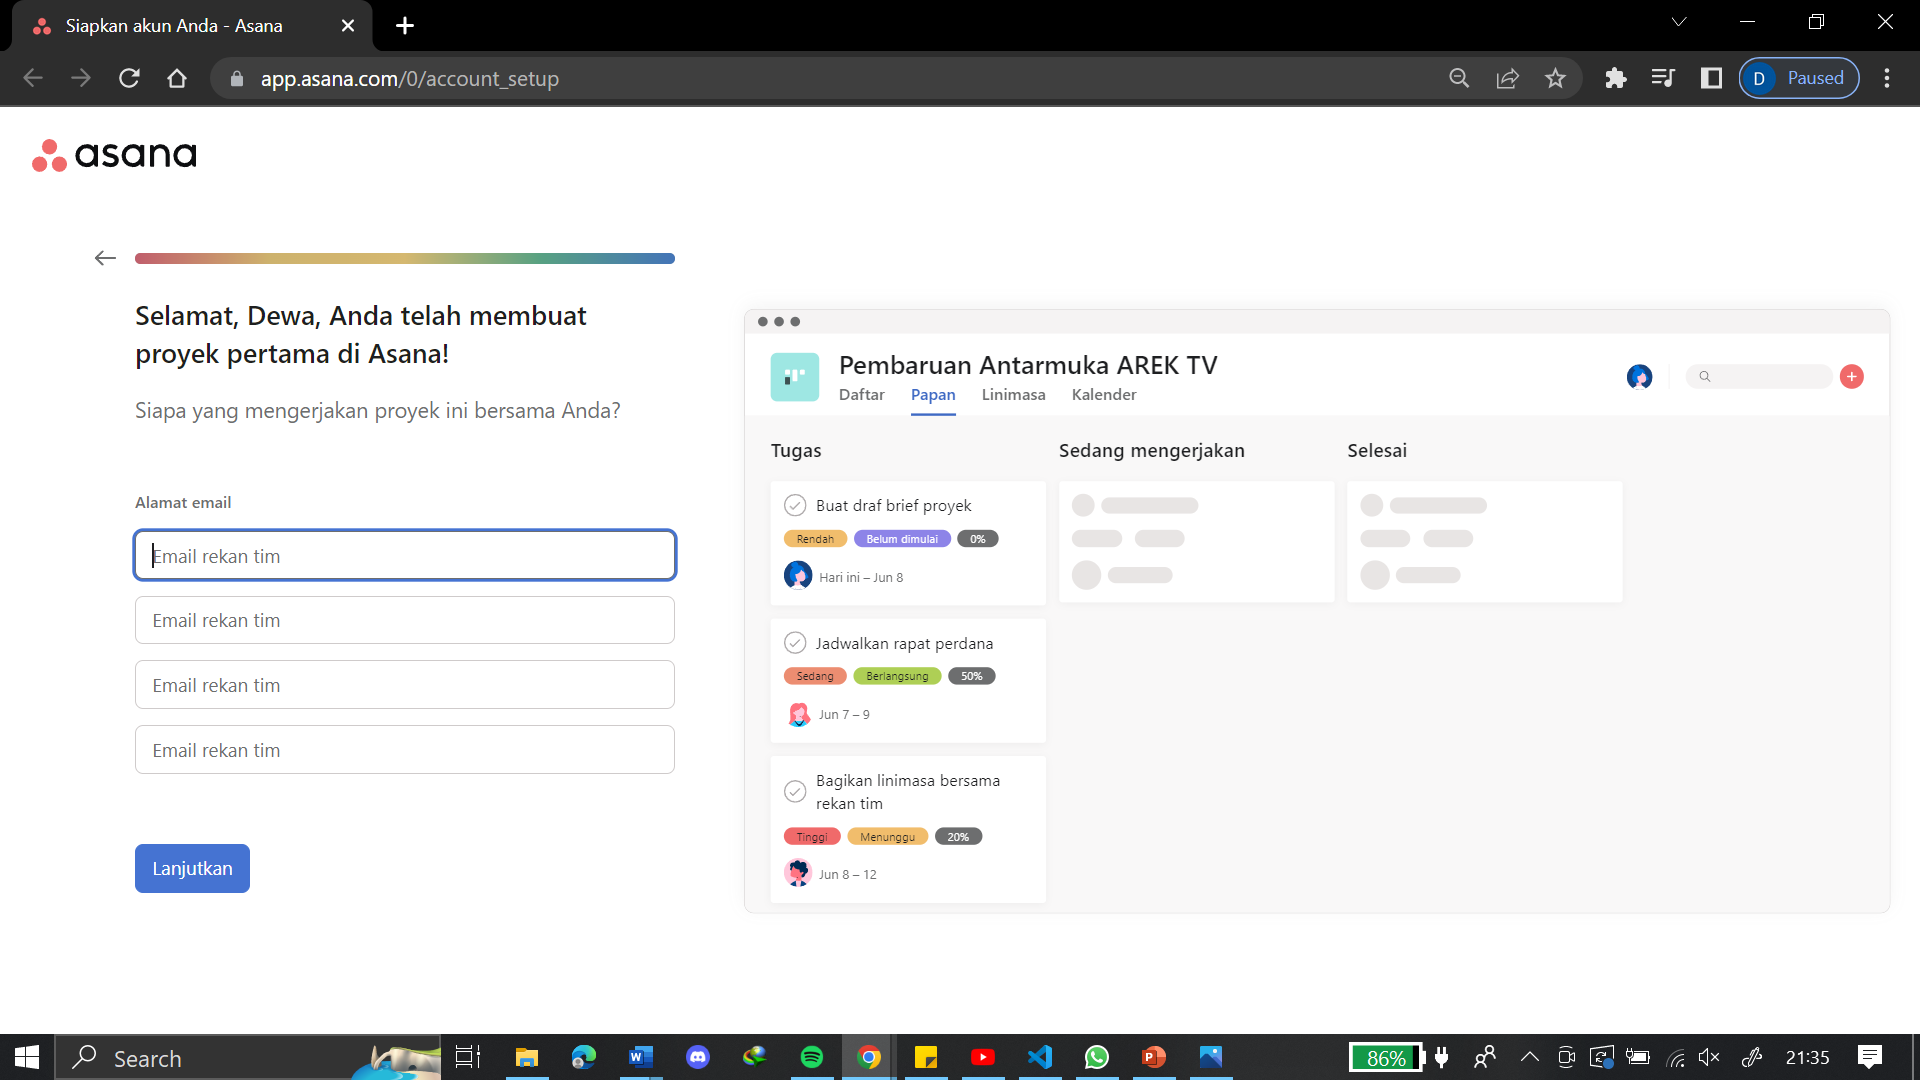 Siapkan akun Anda - Asana
app.asana.com/0/account_setup
D Paused
asana
Selamat, Dewa, Anda telah membuat
proyek pertama di Asana!
Siapa yang mengerjakan proyek ini bersama Anda?
Alamat email
Email rekan tim
Email rekan tim
Email rekan tim
Email rekan tim
Lanjutkan
Pembaruan Antarmuka AREK TV
Daftar Papan Linimasa Kalender
Tugas Sedang mengerjakan Selesai
Buat draf brief proyek
Rendah Belum dimulai 0%
Hari ini – Jun 8
Jadwalkan rapat perdana
Sedang Berlangsung 50%
Jun 7 – 9
Bagikan linimasa bersama
rekan tim
Tinggi Menunggu 20%
Jun 8 – 12
Search
86%
21:35